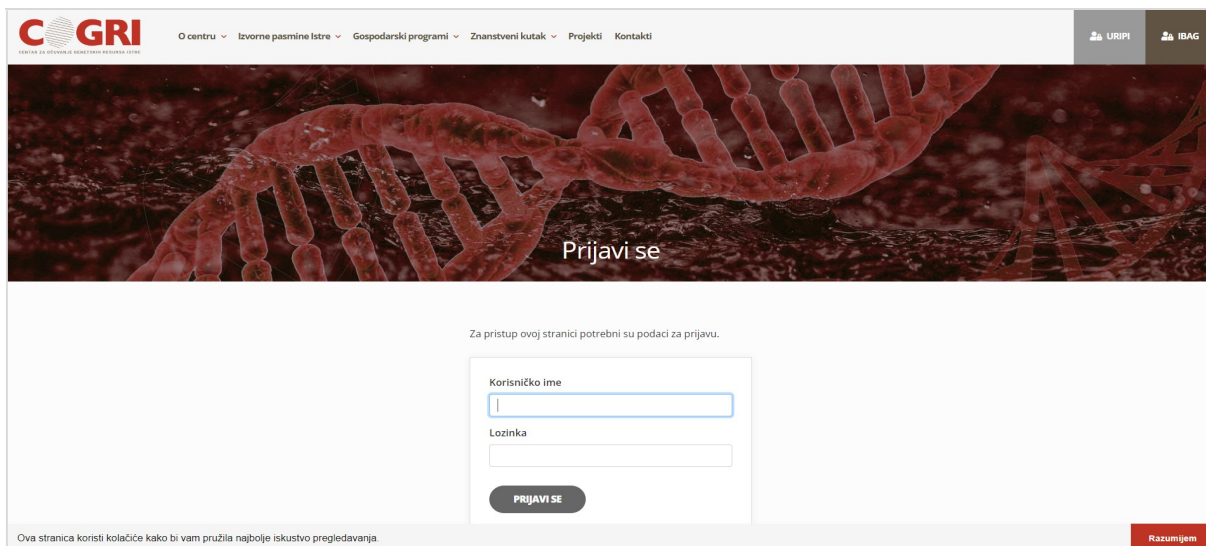 COGRI
CENTAR ZA OČUVANJE GENETSKIH RESURSA ISTRE
O centru Izvorne pasmine Istre Gospodarski programi Znanstveni kutak Projekti Kontakti
URIPI IBAG
Prijavi se
Za pristup ovoj stranici potrebni su podaci za prijavu.
Korisničko ime
Lozinka
PRIJAVI SE
Ova stranica koristi kolačiće kako bi vam pružila najbolje iskustvo pregledavanja.
Razumijem